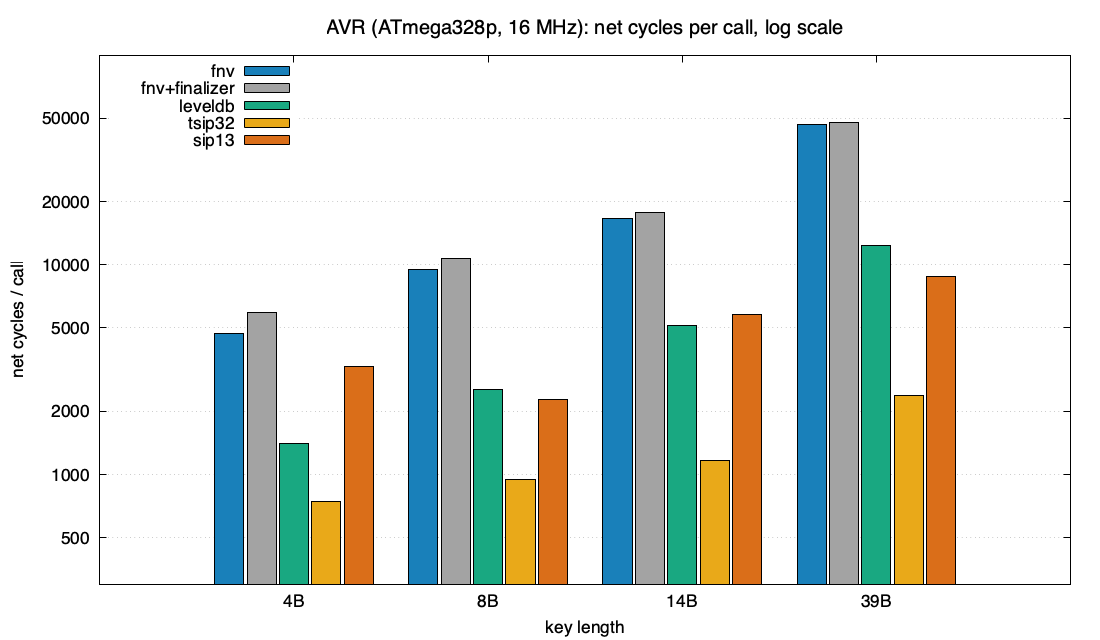 AVR (ATmega328p, 16 MHz): net cycles per call, log scale
fnv
fnv+finalizer
leveldb
tsip32
sip13
50000
20000
10000
5000
2000
1000
500
net cycles / call
4B
8B
14B
39B
key length